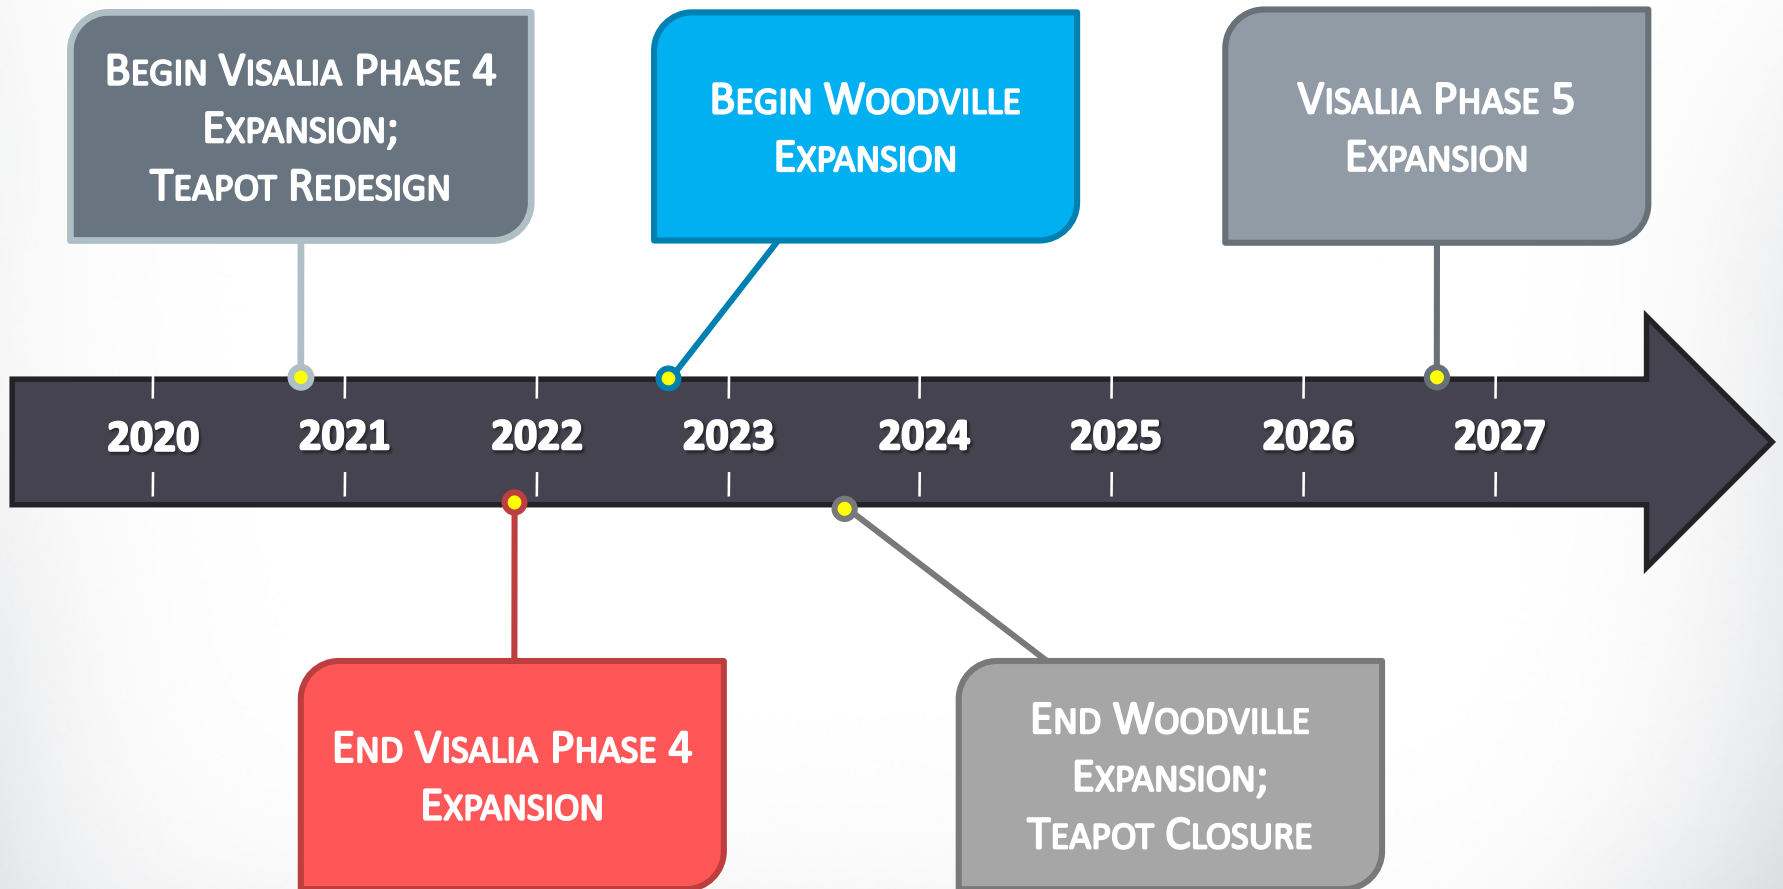 BEGIN VISALIA PHASE 4
EXPANSION;
TEAPOT REDESIGN
BEGIN WOODVILLE
EXPANSION
VISALIA PHASE 5
EXPANSION
2020
2021
2022
2023
2024
2025
2026
2027
END VISALIA PHASE 4
EXPANSION
END WOODVILLE
EXPANSION;
TEAPOT CLOSURE